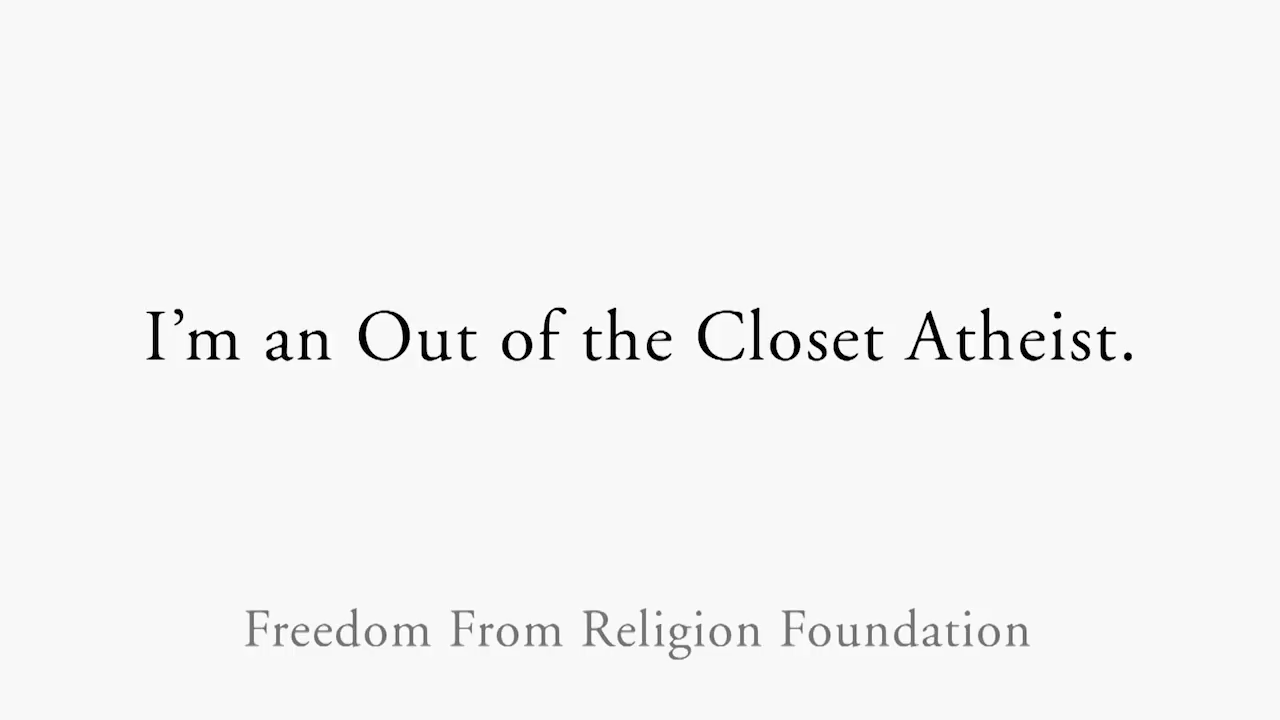 I’m an Out of the Closet Atheist.
Freedom From Religion Foundation